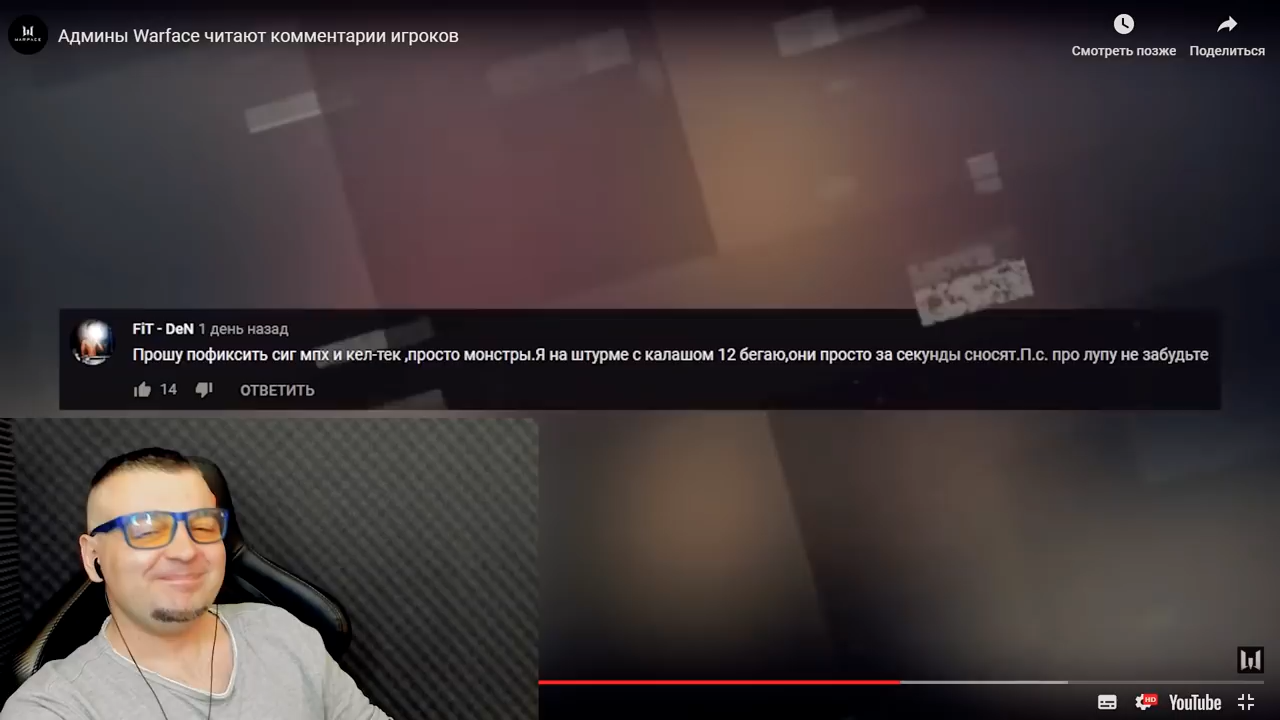 WARFACE
Админы Warface читают комментарии игроков
Смотреть позже
Поделиться
FiT - DeN 1 день назад
Прошу пофиксить сиг мпх и кел-тек ,просто монстры.Я на штурме с калашом 12 бегаю,они просто за секунды сносят.П.с. про лупу не забудьте
14
ОТВЕТИТЬ
HD
YouTube